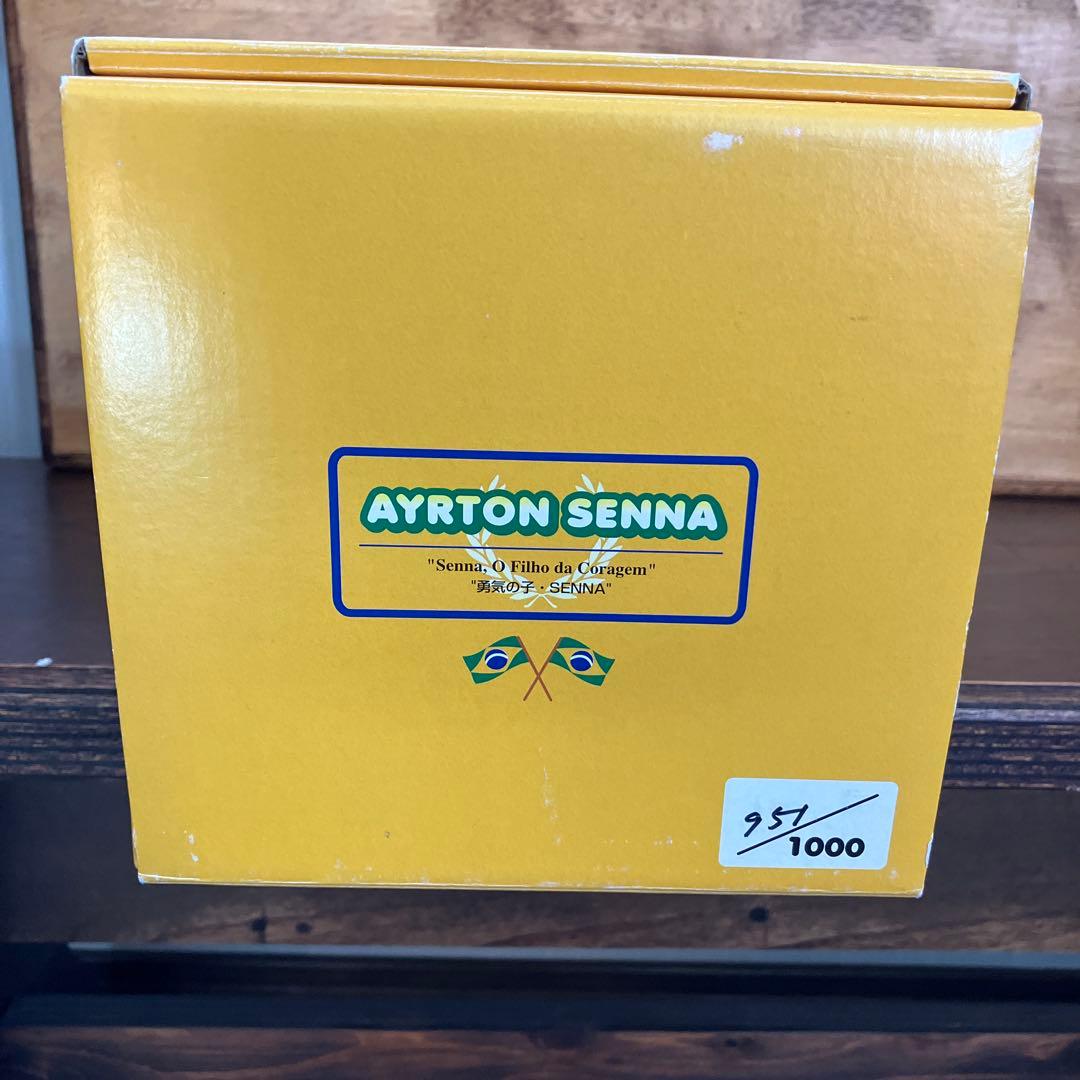 AYRTON SENNA
"Senna, O Filho da Coragem"
"勇気の子・SENNA"
951/1000